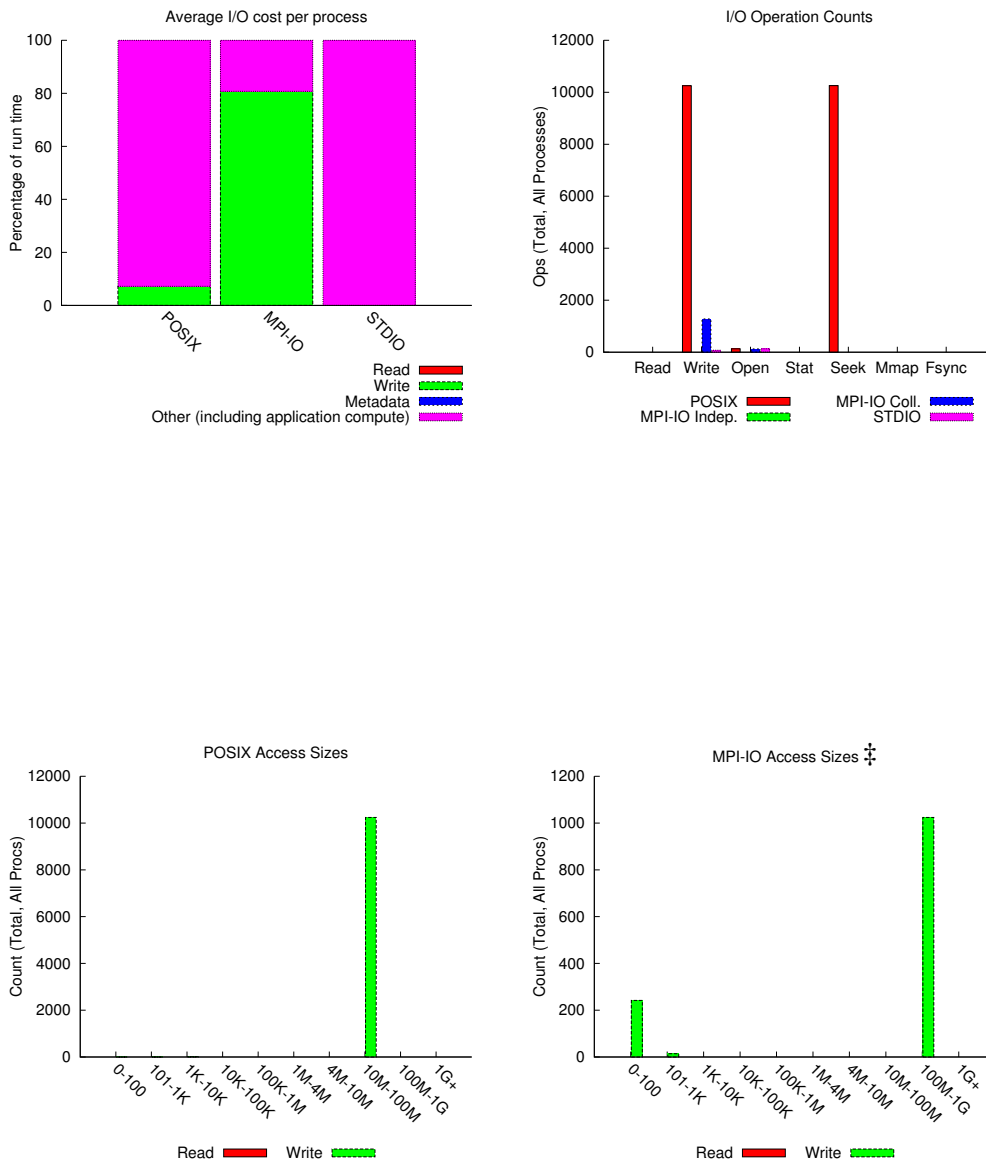 Average I/O cost per process
100
80
60
40
20
0
Percentage of run time
POSIX
MPI-IO
STDIO
Read
Write
Metadata
Other (including application compute)
I/O Operation Counts
12000
10000
8000
6000
4000
2000
0
Ops (Total, All Processes)
Read Write Open Stat Seek Mmap Fsync
POSIX
MPI-IO Indep.
MPI-IO Coll.
STDIO
POSIX Access Sizes
12000
10000
8000
6000
4000
2000
0
Count (Total, All Procs)
0-100
101-1K
1K-10K
10K-100K
100K-1M
1M-4M
4M-10M
10M-100M
100M-1G
1G+
Read Write
MPI-IO Access Sizes ‡
1200
1000
800
600
400
200
0
Count (Total, All Procs)
0-100
101-1K
1K-10K
10K-100K
100K-1M
1M-4M
4M-10M
10M-100M
100M-1G
1G+
Read Write